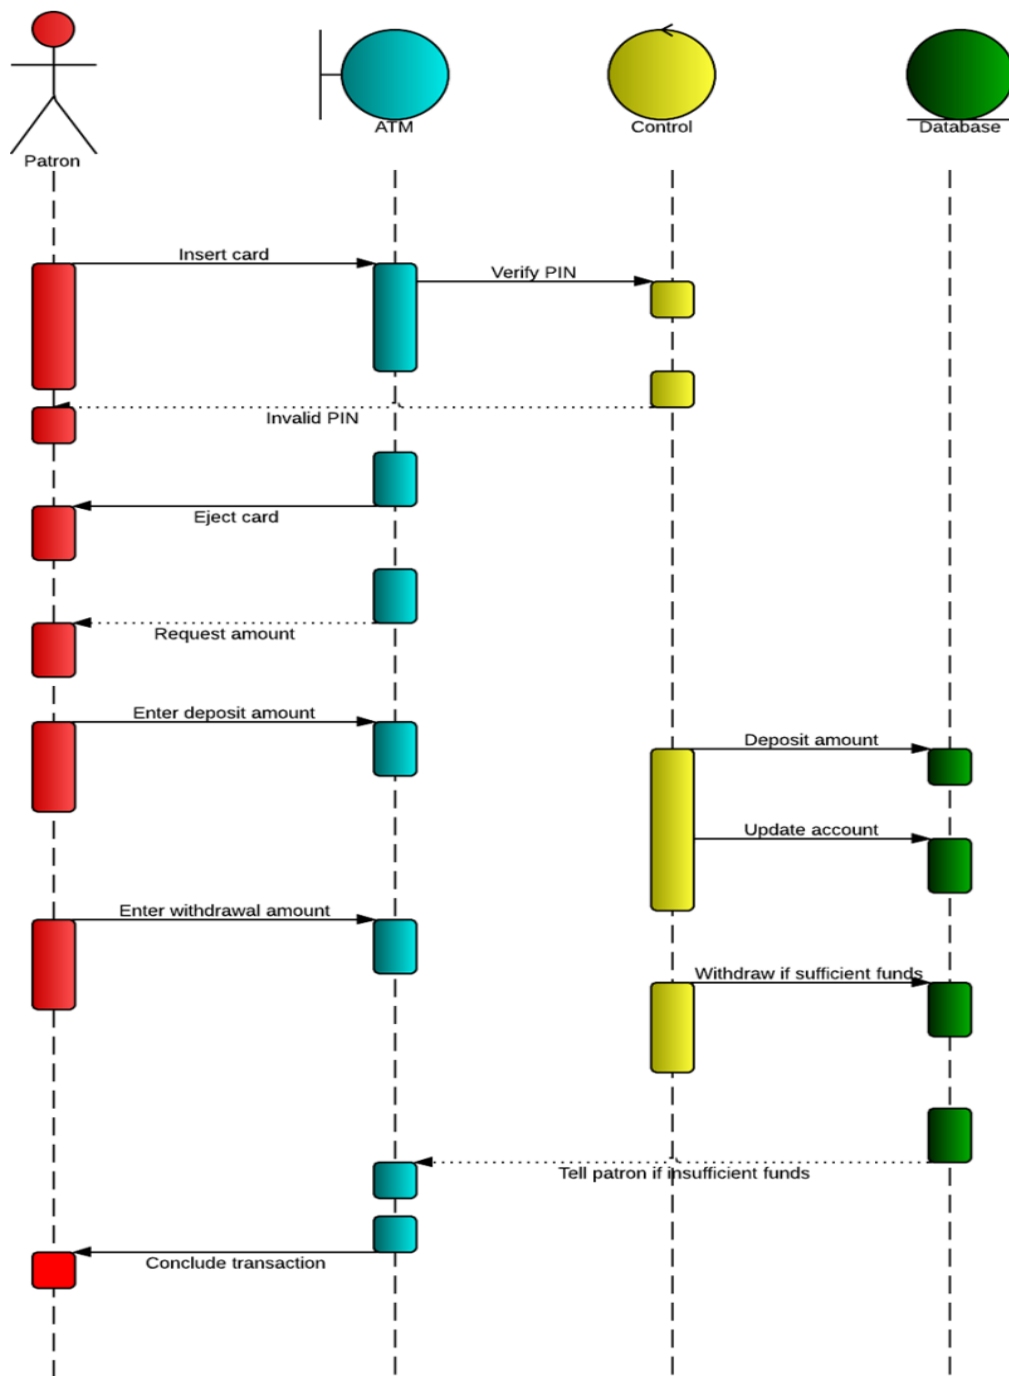 ATM
Control
Database
Patron
Insert card
Verify PIN
Invalid PIN
Eject card
Request amount
Enter deposit amount
Deposit amount
Update account
Enter withdrawal amount
Withdraw if sufficient funds
Tell patron if insufficient funds
Conclude transaction